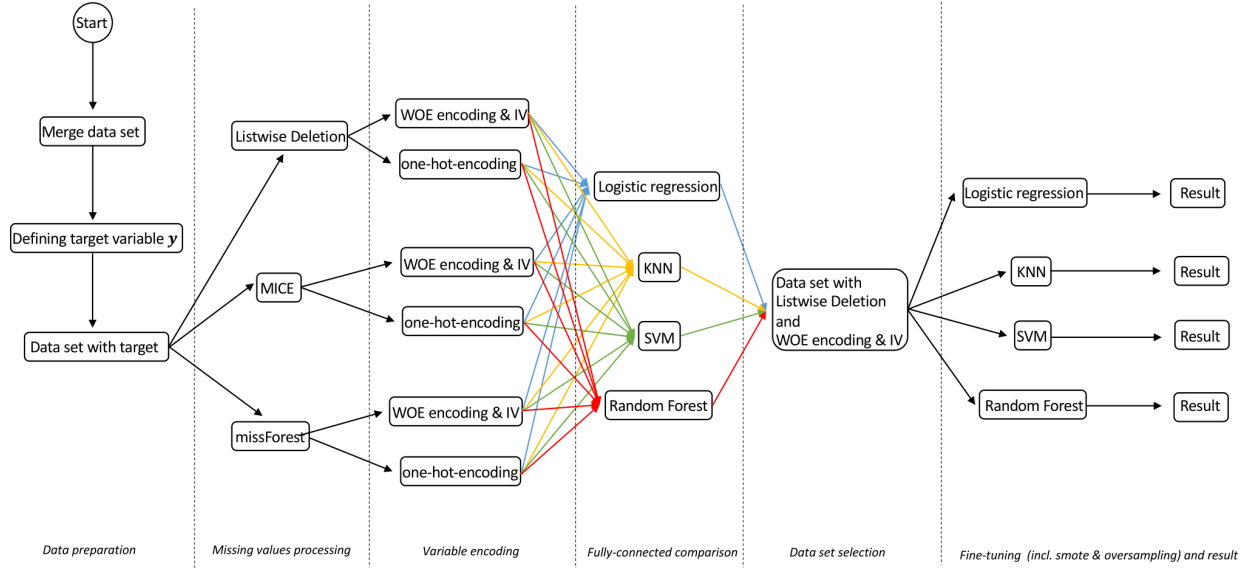 Start
Merge data set
Defining target variable y
Data set with target
Listwise Deletion
MICE
missForest
WOE encoding & IV
one-hot-encoding
WOE encoding & IV
one-hot-encoding
WOE encoding & IV
one-hot-encoding
Logistic regression
KNN
SVM
Random Forest
Data set with
Listwise Deletion
and
WOE encoding & IV
Logistic regression
Result
KNN
Result
SVM
Result
Random Forest
Result
Data preparation
Missing values processing
Variable encoding
Fully-connected comparison
Data set selection
Fine-tuning (incl. smote & oversampling) and result